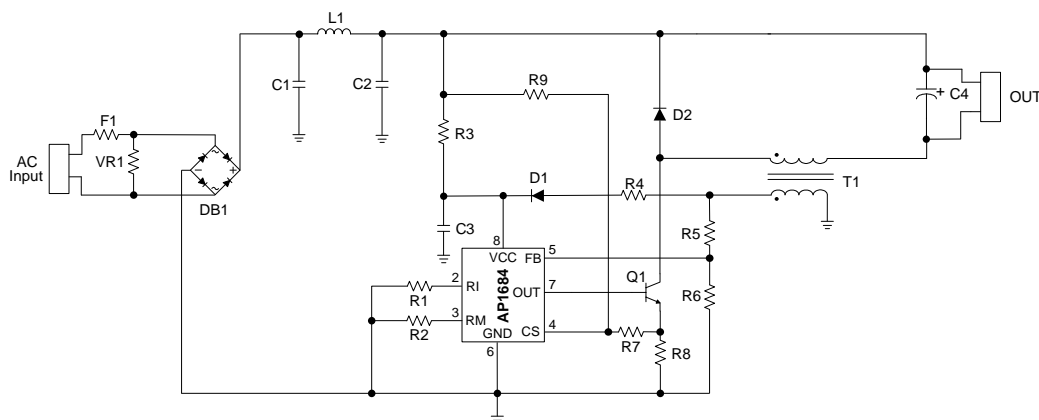 L1
C1
C2
R9
D2
+
C4
OUT
F1
R3
AC
Input
VR1
~
-
+
~
DB1
D1
R4
T1
C3
R5
8
VCC
FB
5
Q1
R6
2
RI
R1
AP1684
OUT
7
3
RM
R2
GND
CS
4
R7
R8
6